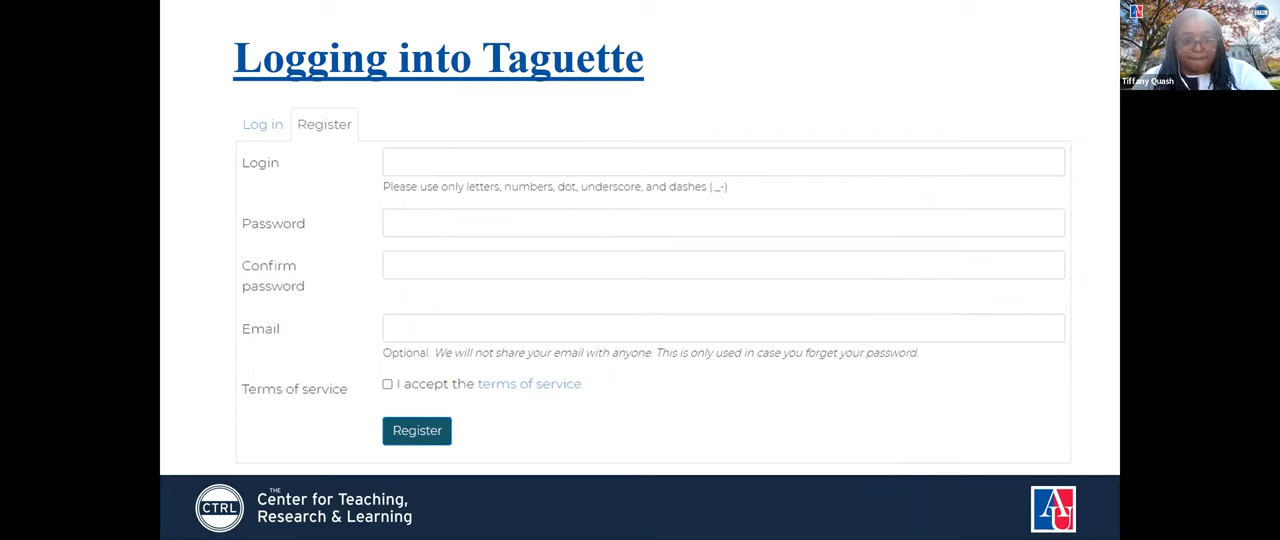 Logging into Taguette
Tiffany Quash
Log in
Register
Login
Please use only letters, numbers, dot, underscore, and dashes (._-)
Password
Confirm
password
Email
Optional. We will not share your email with anyone. This is only used in case you forget your password.
Terms of service
I accept the terms of service
Register
CTRL
THE
Center for Teaching,
Research & Learning
AU